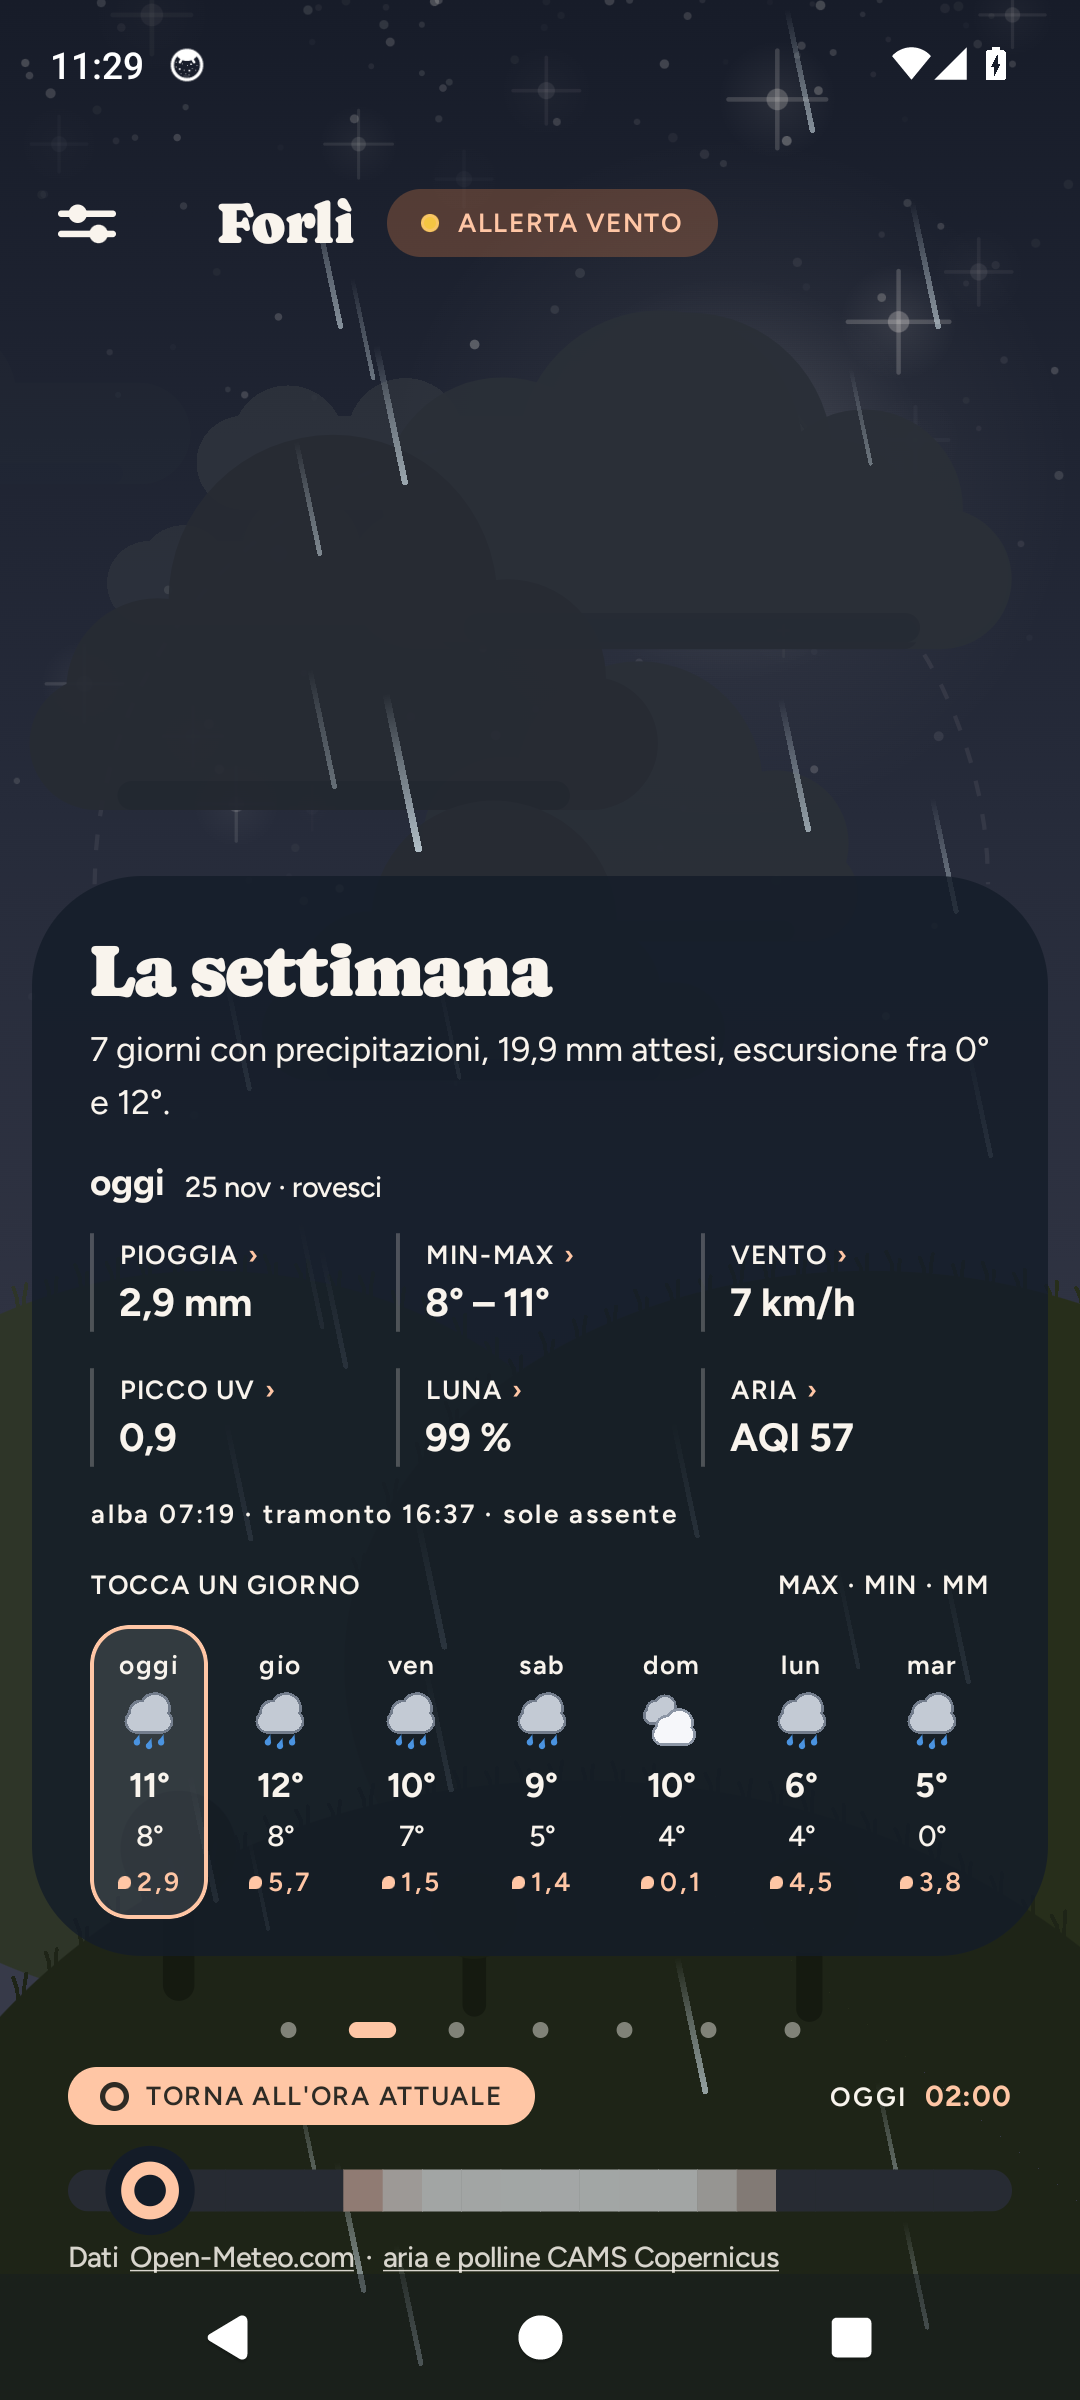 11:29
Forlì
ALLERTA VENTO
La settimana
7 giorni con precipitazioni, 19,9 mm attesi, escursione fra 0°
e 12°.
oggi 25 nov · rovesci
PIOGGIA › MIN-MAX › VENTO ›
2,9 mm 8° – 11° 7 km/h
PICCO UV › LUNA › ARIA ›
0,9 99 % AQI 57
alba 07:19 · tramonto 16:37 · sole assente
TOCCA UN GIORNO MAX · MIN · MM
oggi gio ven sab dom lun mar
11° 12° 10° 9° 10° 6° 5°
8° 8° 7° 5° 4° 4° 0°
2,9 5,7 1,5 1,4 0,1 4,5 3,8
TORNA ALL'ORA ATTUALE OGGI 02:00
Dati Open-Meteo.com · aria e polline CAMS Copernicus